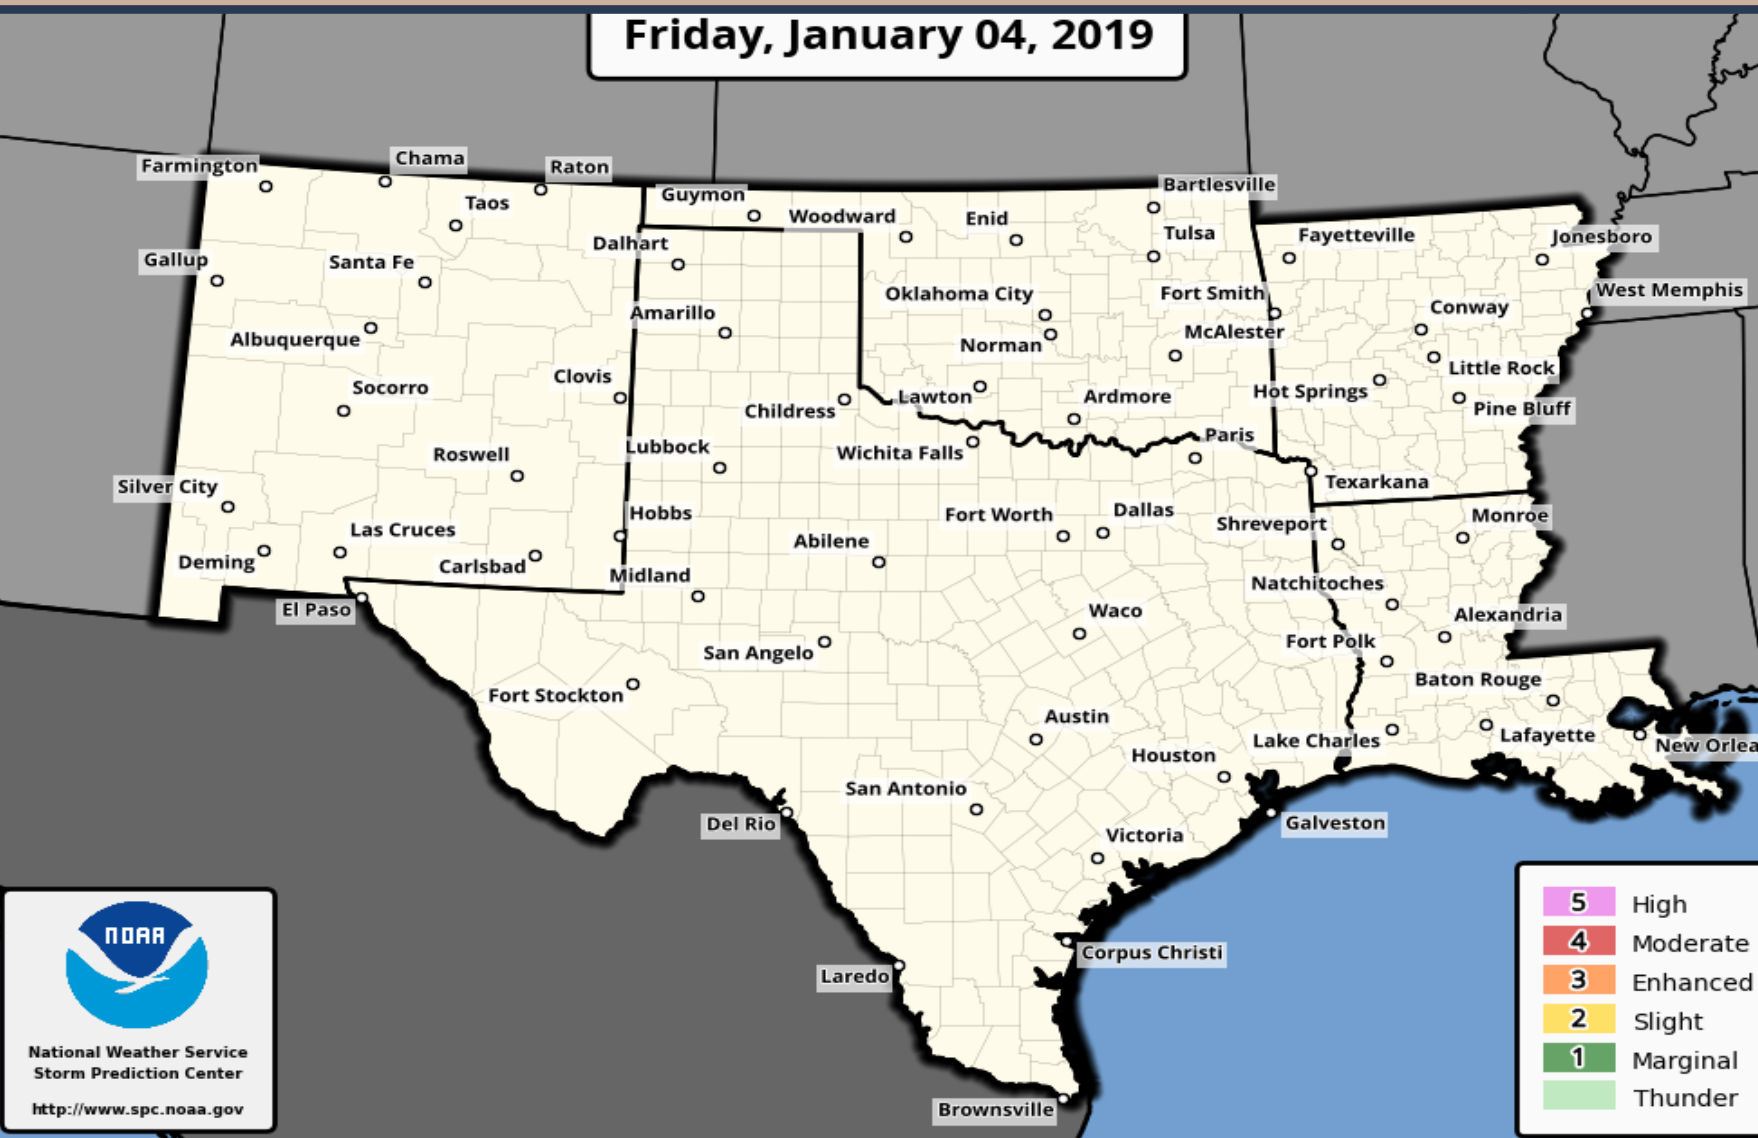 Friday, January 04, 2019
Farmington
Chama
Raton
Taos
Guymon
Woodward
Enid
Bartlesville
Tulsa
Fayetteville
Jonesboro
Gallup
Santa Fe
Dalhart
Oklahoma City
Fort Smith
West Memphis
Conway
Amarillo
Albuquerque
Norman
McAlester
Little Rock
Socorro
Clovis
Childress
Lawton
Ardmore
Hot Springs
Pine Bluff
Roswell
Lubbock
Wichita Falls
Paris
Texarkana
Silver City
Hobbs
Fort Worth
Dallas
Shreveport
Monroe
Las Cruces
Abilene
Deming
Carlsbad
Midland
Natchitoches
El Paso
Waco
Alexandria
San Angelo
Fort Polk
Fort Stockton
Baton Rouge
Austin
Lake Charles
Lafayette
New Orlea
Houston
San Antonio
Del Rio
Victoria
Galveston
Corpus Christi
Laredo
Brownsville
NOAA
National Weather Service
Storm Prediction Center
http://www.spc.noaa.gov
5 High
4 Moderate
3 Enhanced
2 Slight
1 Marginal
Thunder